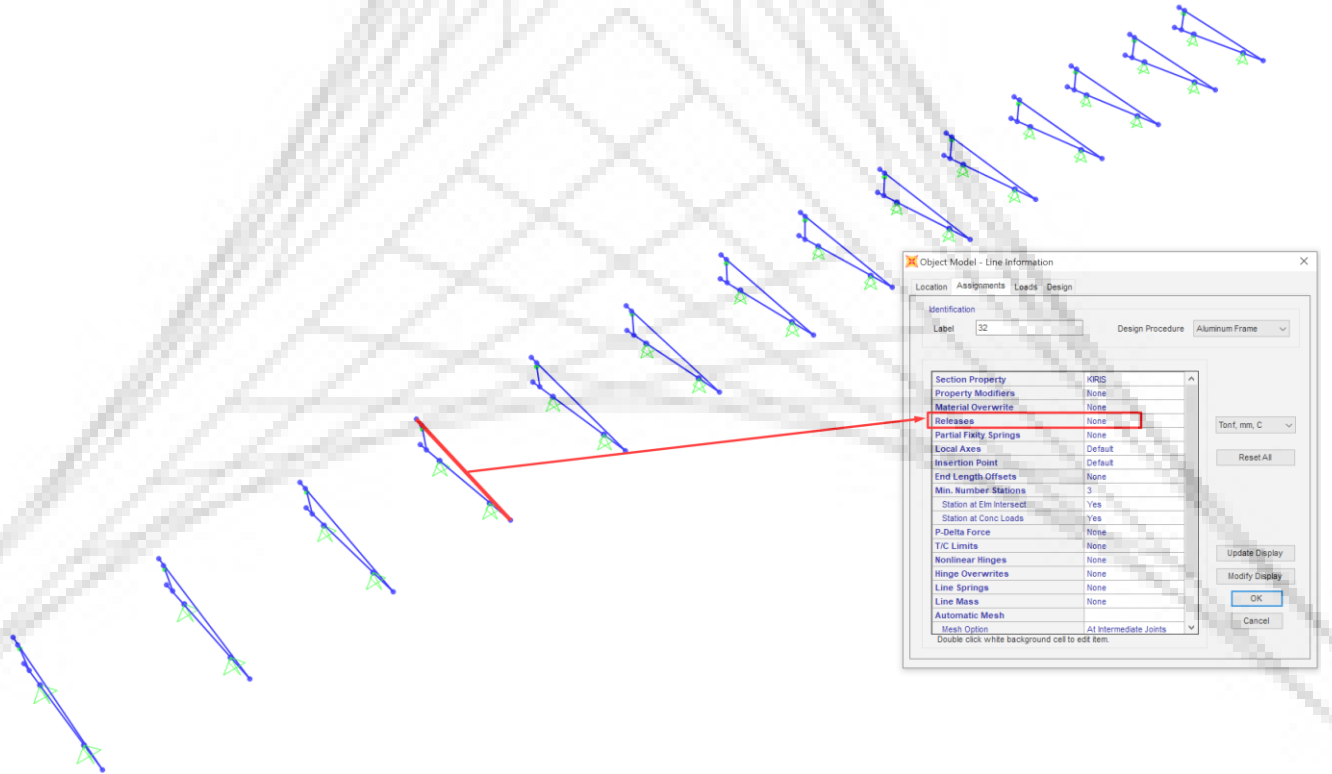 Object Model - Line Information
Location Assignments Loads Design
Identification
Label 32 Design Procedure Aluminum Frame
Section Property KIRIS
Property Modifiers None
Material Overwrite None
Releases None
Partial Fixity Springs None
Local Axes Default
Insertion Point Default
End Length Offsets None
Min. Number Stations 3
Station at Elm Intersect Yes
Station at Conc Loads Yes
P-Delta Force None
T/C Limits None
Nonlinear Hinges None
Hinge Overwrites None
Line Springs None
Line Mass None
Automatic Mesh
Mesh Option At Intermediate Joints
Double click white background cell to edit item.
Tonf, mm, C
Reset All
Update Display
Modify Display
OK
Cancel